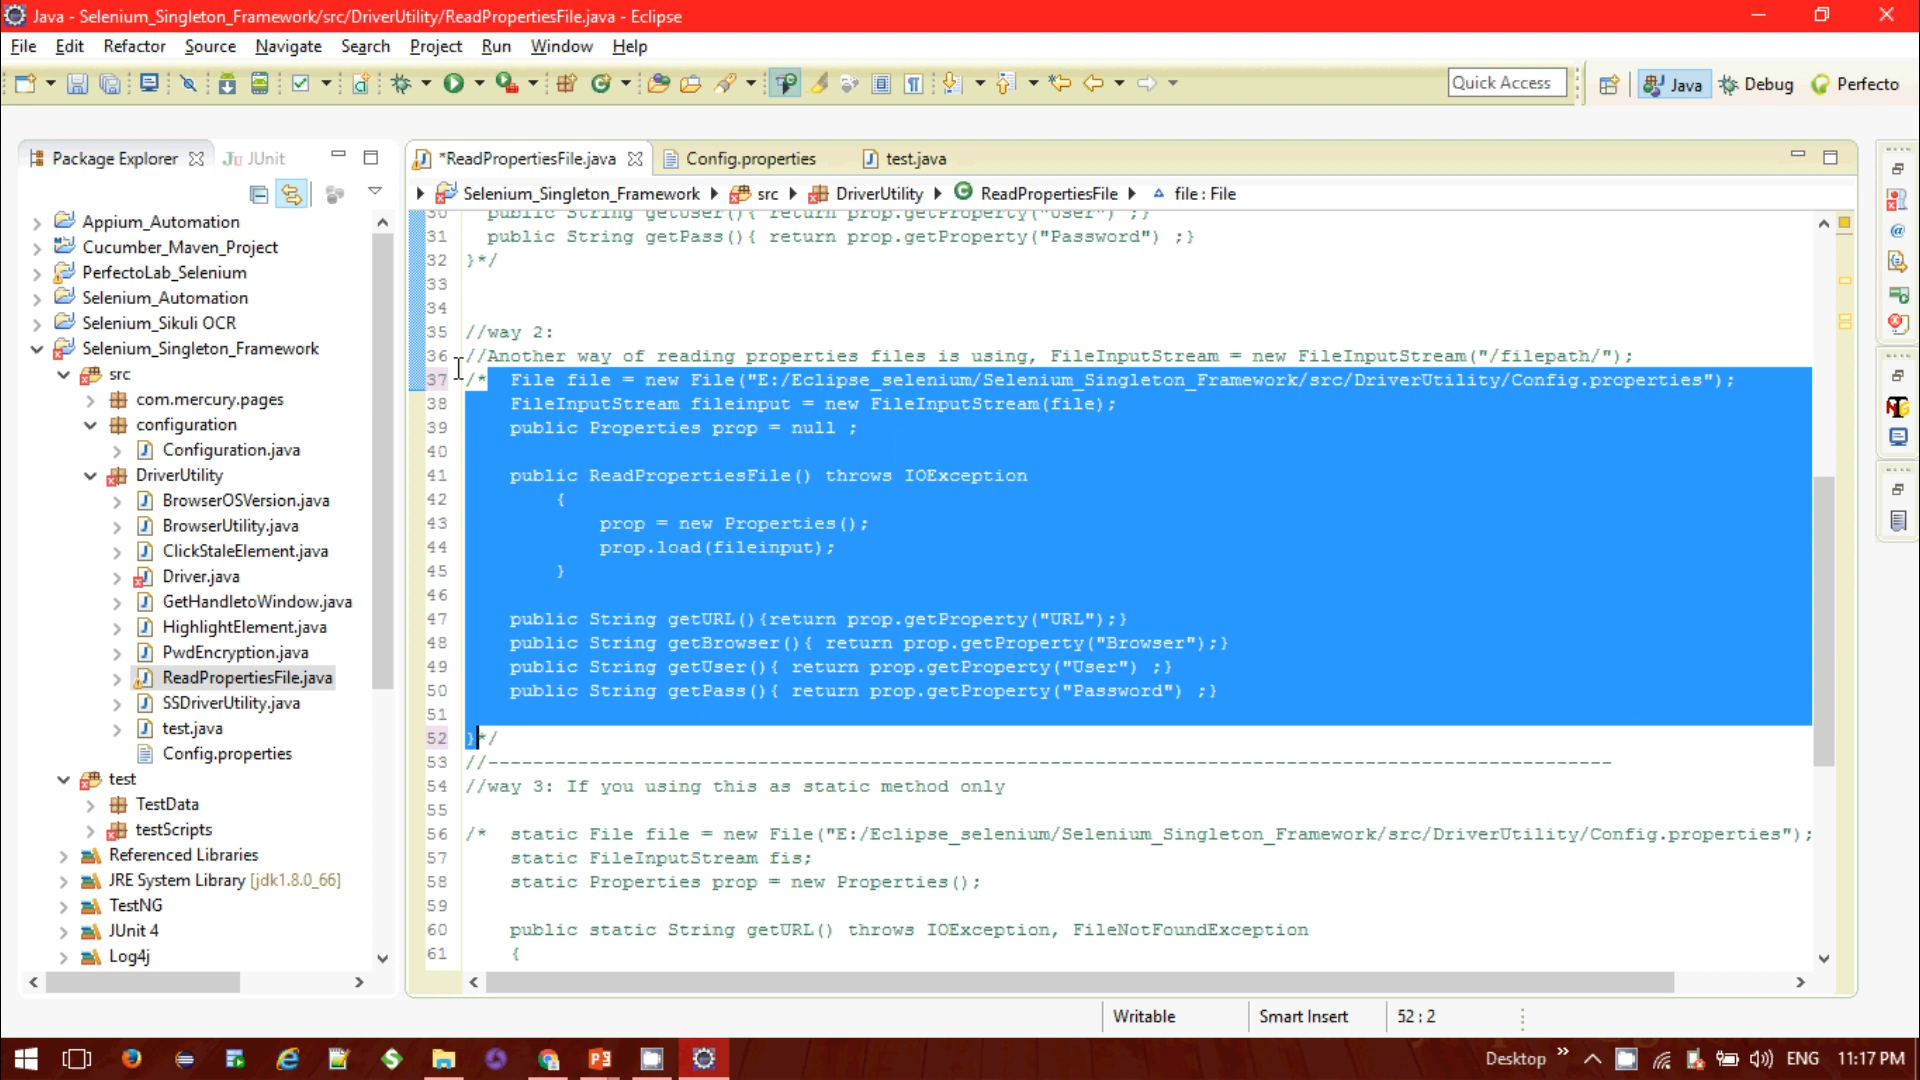 Java - Selenium_Singleton_Framework/src/DriverUtility/ReadPropertiesFile.java - Eclipse
File Edit Refactor Source Navigate Search Project Run Window Help
Quick Access
Java
Debug
Perfecto
Package Explorer
JUnit
*ReadPropertiesFile.java
Config.properties
test.java
Selenium_Singleton_Framework
src
DriverUtility
ReadPropertiesFile
file : File
Appium_Automation
Cucumber_Maven_Project
PerfectoLab_Selenium
Selenium_Automation
Selenium_Sikuli OCR
Selenium_Singleton_Framework
src
com.mercury.pages
configuration
Configuration.java
DriverUtility
BrowserOSVersion.java
BrowserUtility.java
ClickStaleElement.java
Driver.java
GetHandletoWindow.java
HighlightElement.java
PwdEncryption.java
ReadPropertiesFile.java
SSDriverUtility.java
test.java
Config.properties
test
TestData
testScripts
Referenced Libraries
JRE System Library [jdk1.8.0_66]
TestNG
JUnit 4
Log4j
30 public String getUser(){ return prop.getProperty("User") ;}
31 public String getPass(){ return prop.getProperty("Password") ;}
32 }*/
33
34
35 //way 2:
36 //Another way of reading properties files is using, FileInputStream = new FileInputStream("/filepath/");
37 /* File file = new File("E:/Eclipse_selenium/Selenium_Singleton_Framework/src/DriverUtility/Config.properties");
38 FileInputStream fileinput = new FileInputStream(file);
39 public Properties prop = null ;
40
41 public ReadPropertiesFile() throws IOException
42 {
43 prop = new Properties();
44 prop.load(fileinput);
45 }
46
47 public String getURL(){return prop.getProperty("URL");}
48 public String getBrowser(){ return prop.getProperty("Browser");}
49 public String getUser(){ return prop.getProperty("User") ;}
50 public String getPass(){ return prop.getProperty("Password") ;}
51
52 }*/
53 //----------------------------------------------------------------------------------------------------
54 //way 3: If you using this as static method only
55
56 /* static File file = new File("E:/Eclipse_selenium/Selenium_Singleton_Framework/src/DriverUtility/Config.properties");
57 static FileInputStream fis;
58 static Properties prop = new Properties();
59
60 public static String getURL() throws IOException, FileNotFoundException
61 {
Writable
Smart Insert
52 : 2
Desktop
ENG
11:17 PM